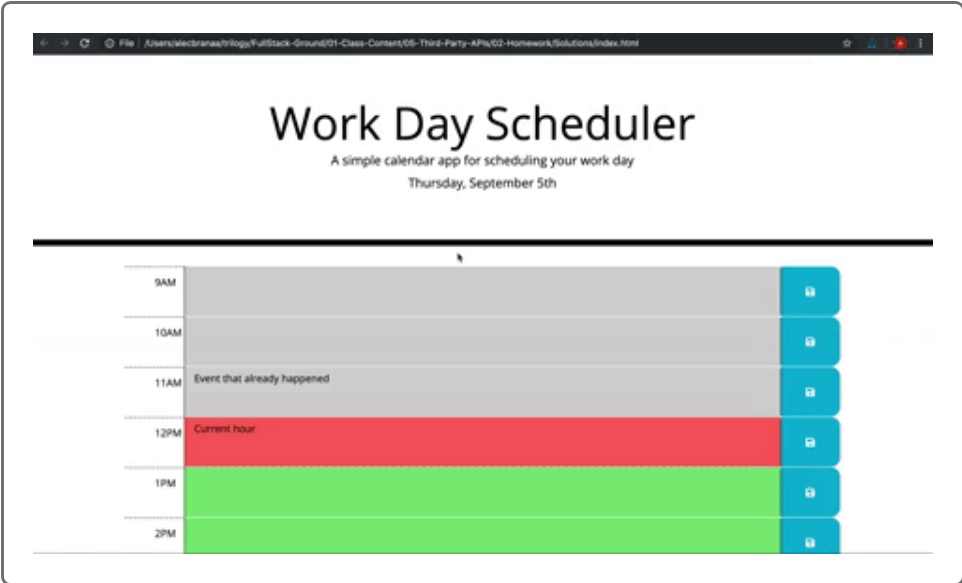 File | /Users/alecbranaa/trilogy/FullStack-Ground/01-Class-Content/05-Third-Party-APIs/02-Homework/Solutions/index.html
Work Day Scheduler
A simple calendar app for scheduling your work day
Thursday, September 5th
9AM
10AM
11AM Event that already happened
12PM Current hour
1PM
2PM